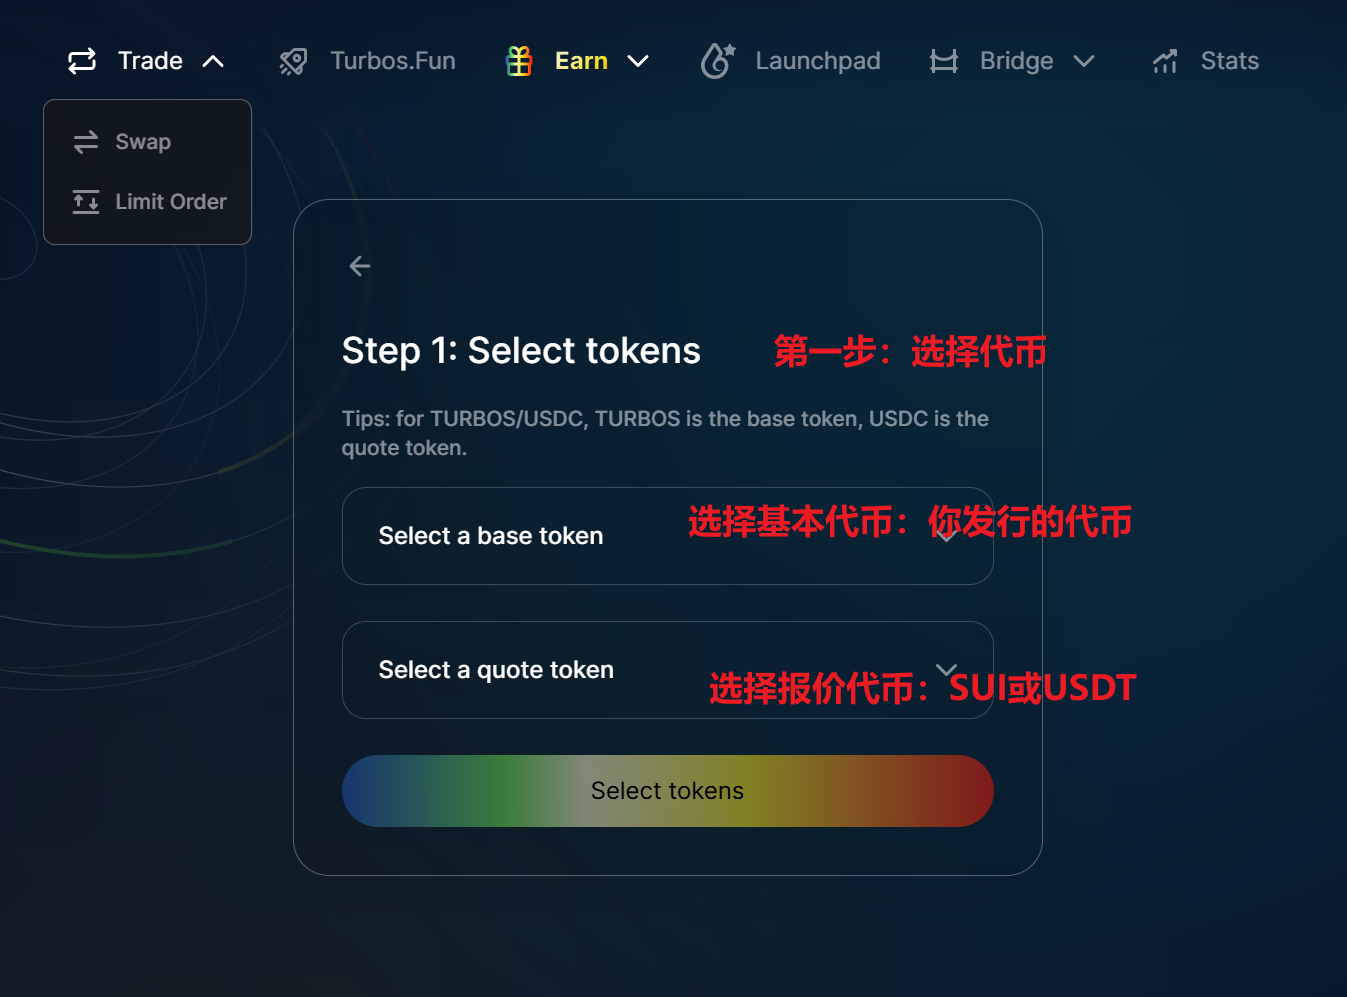 Trade
Turbos.Fun
Earn
Launchpad
Bridge
Stats
Swap
Limit Order
Step 1: Select tokens
第一步：选择代币
Tips: for TURBOS/USDC, TURBOS is the base token, USDC is the
quote token.
Select a base token
选择基本代币：你发行的代币
Select a quote token
选择报价代币：SUI或USDT
Select tokens